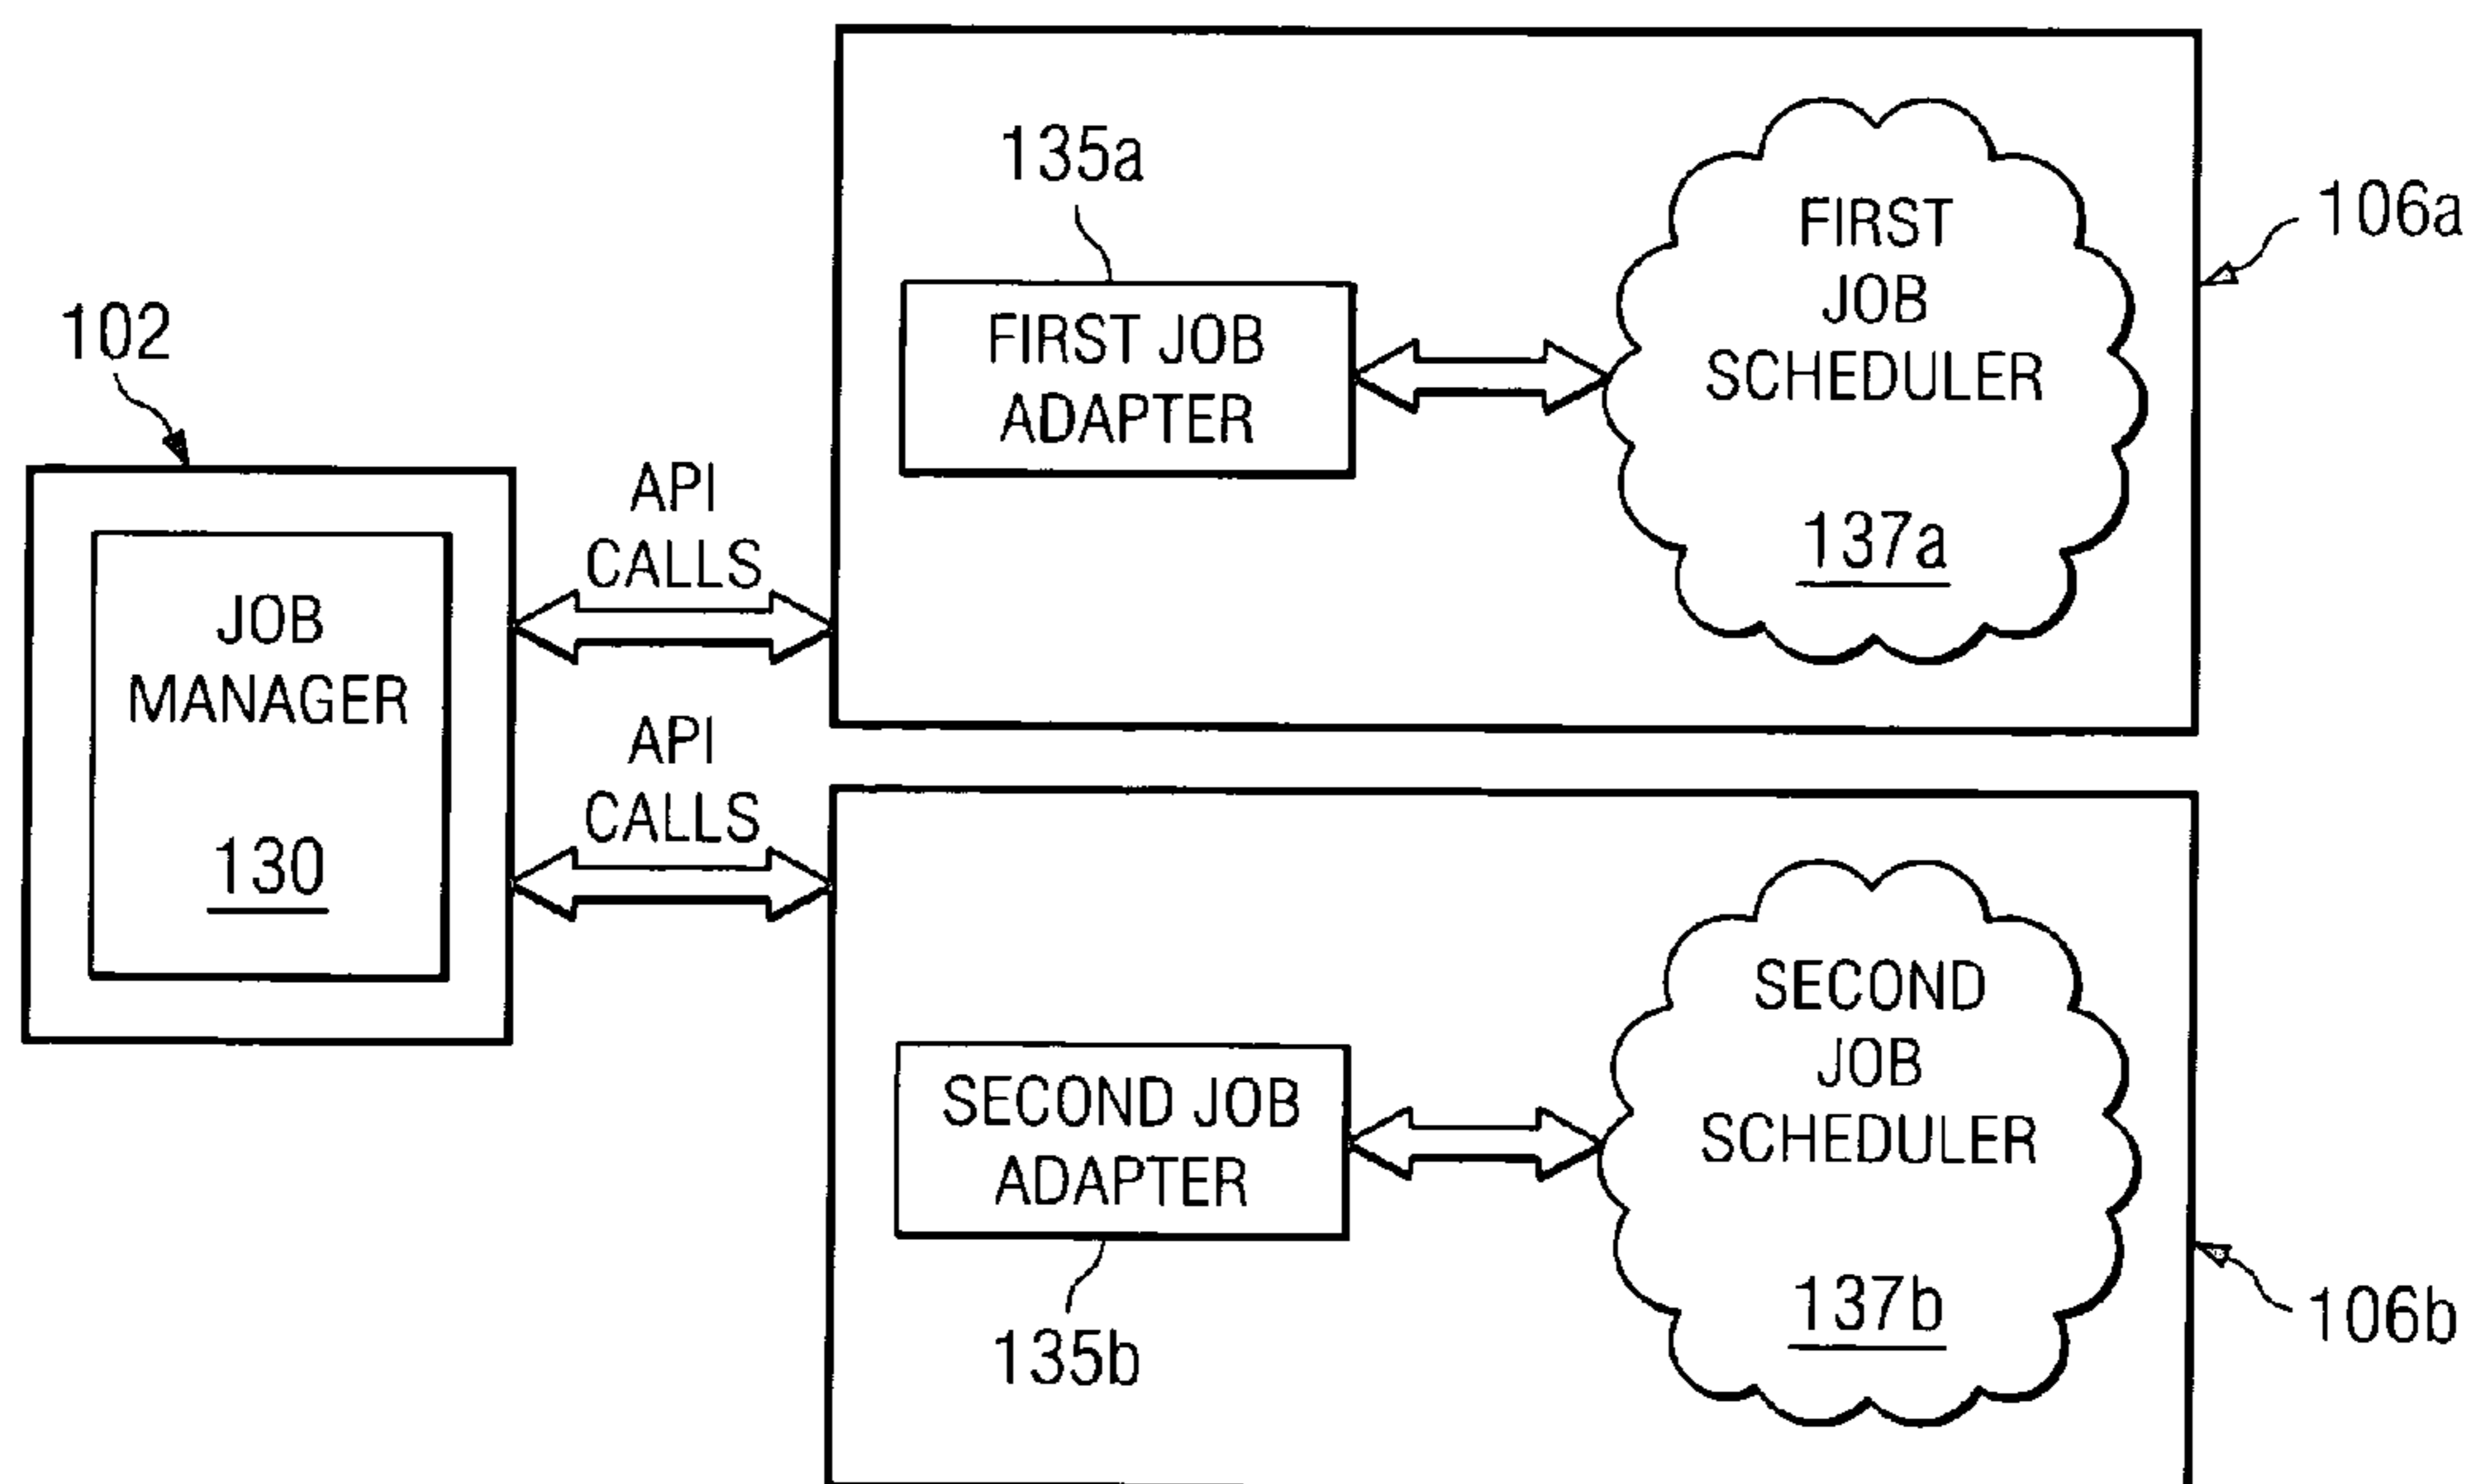 102
JOB
MANAGER
130
API
CALLS
API
CALLS
135a
FIRST JOB
ADAPTER
FIRST
JOB
SCHEDULER
137a
106a
SECOND JOB
ADAPTER
135b
SECOND
JOB
SCHEDULER
137b
106b